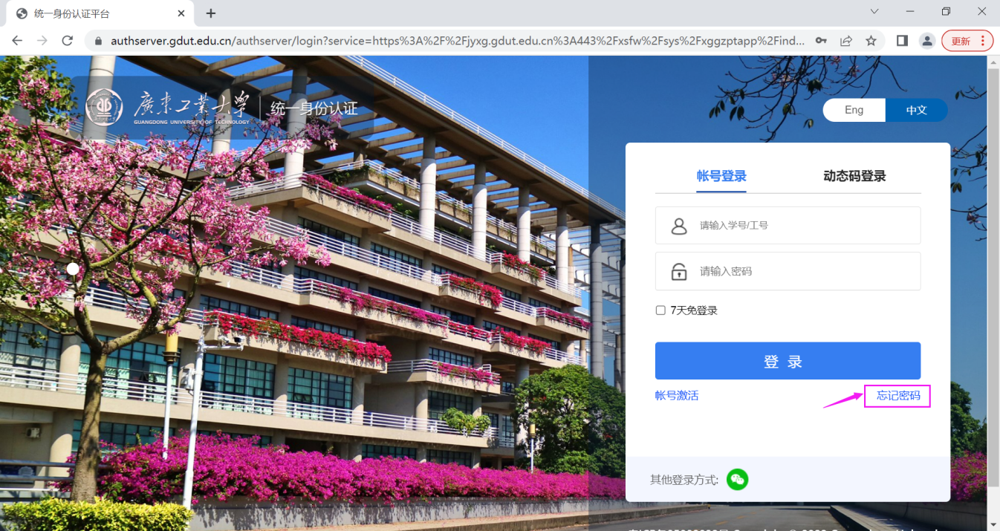 统一身份认证平台
authserver.gdut.edu.cn/authserver/login?service=https%3A%2F%2Fjyxg.gdut.edu.cn%3A443%2Fxsfw%2Fsys%2Fxggzptapp%2Find...
更新
廣東工業大學
统一身份认证
GUANGDONG UNIVERSITY OF TECHNOLOGY
Eng
中文
帐号登录
动态码登录
请输入学号/工号
请输入密码
7天免登录
登 录
帐号激活
忘记密码
其他登录方式: